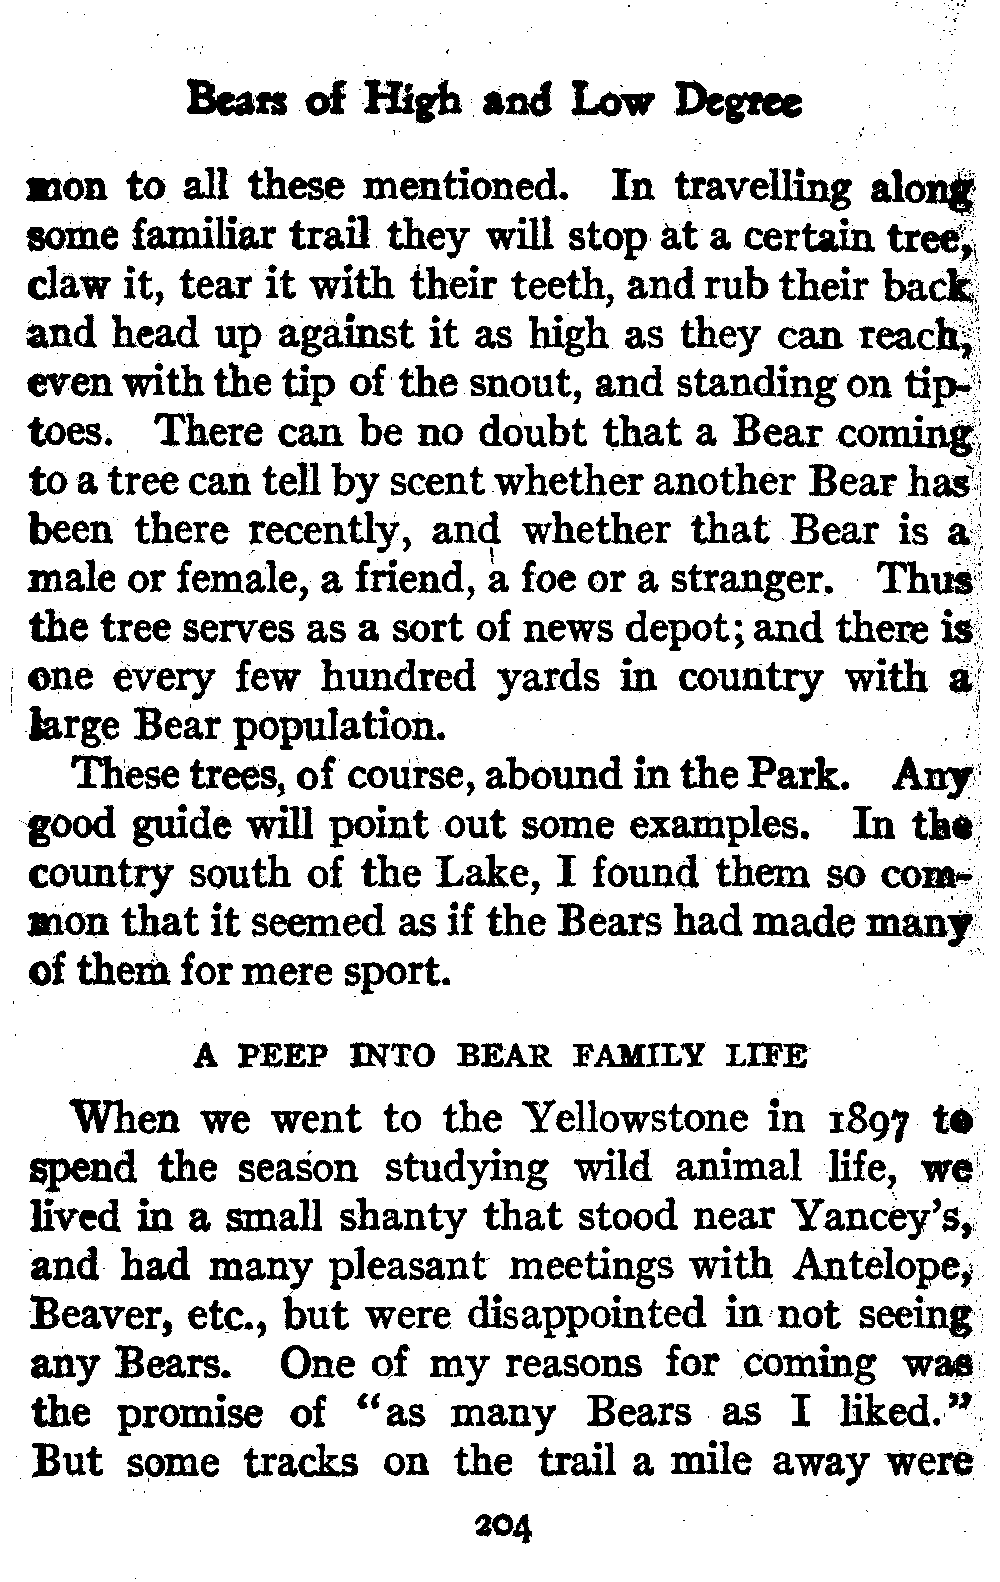 Bears of High and Low Degree
mon to all these mentioned. In travelling along
some familiar trail they will stop at a certain tree,
claw it, tear it with their teeth, and rub their back
and head up against it as high as they can reach,
even with the tip of the snout, and standing on tip-
toes. There can be no doubt that a Bear coming
to a tree can tell by scent whether another Bear has
been there recently, and whether that Bear is a
male or female, a friend, a foe or a stranger. Thus
the tree serves as a sort of news depot; and there is
one every few hundred yards in country with a
large Bear population.
These trees, of course, abound in the Park. Any
good guide will point out some examples. In the
country south of the Lake, I found them so com-
mon that it seemed as if the Bears had made many
of them for mere sport.
A PEEP INTO BEAR FAMILY LIFE
When we went to the Yellowstone in 1897 to
spend the season studying wild animal life, we
lived in a small shanty that stood near Yancey's,
and had many pleasant meetings with Antelope,
Beaver, etc., but were disappointed in not seeing
any Bears. One of my reasons for coming was
the promise of "as many Bears as I liked."
But some tracks on the trail a mile away were
204